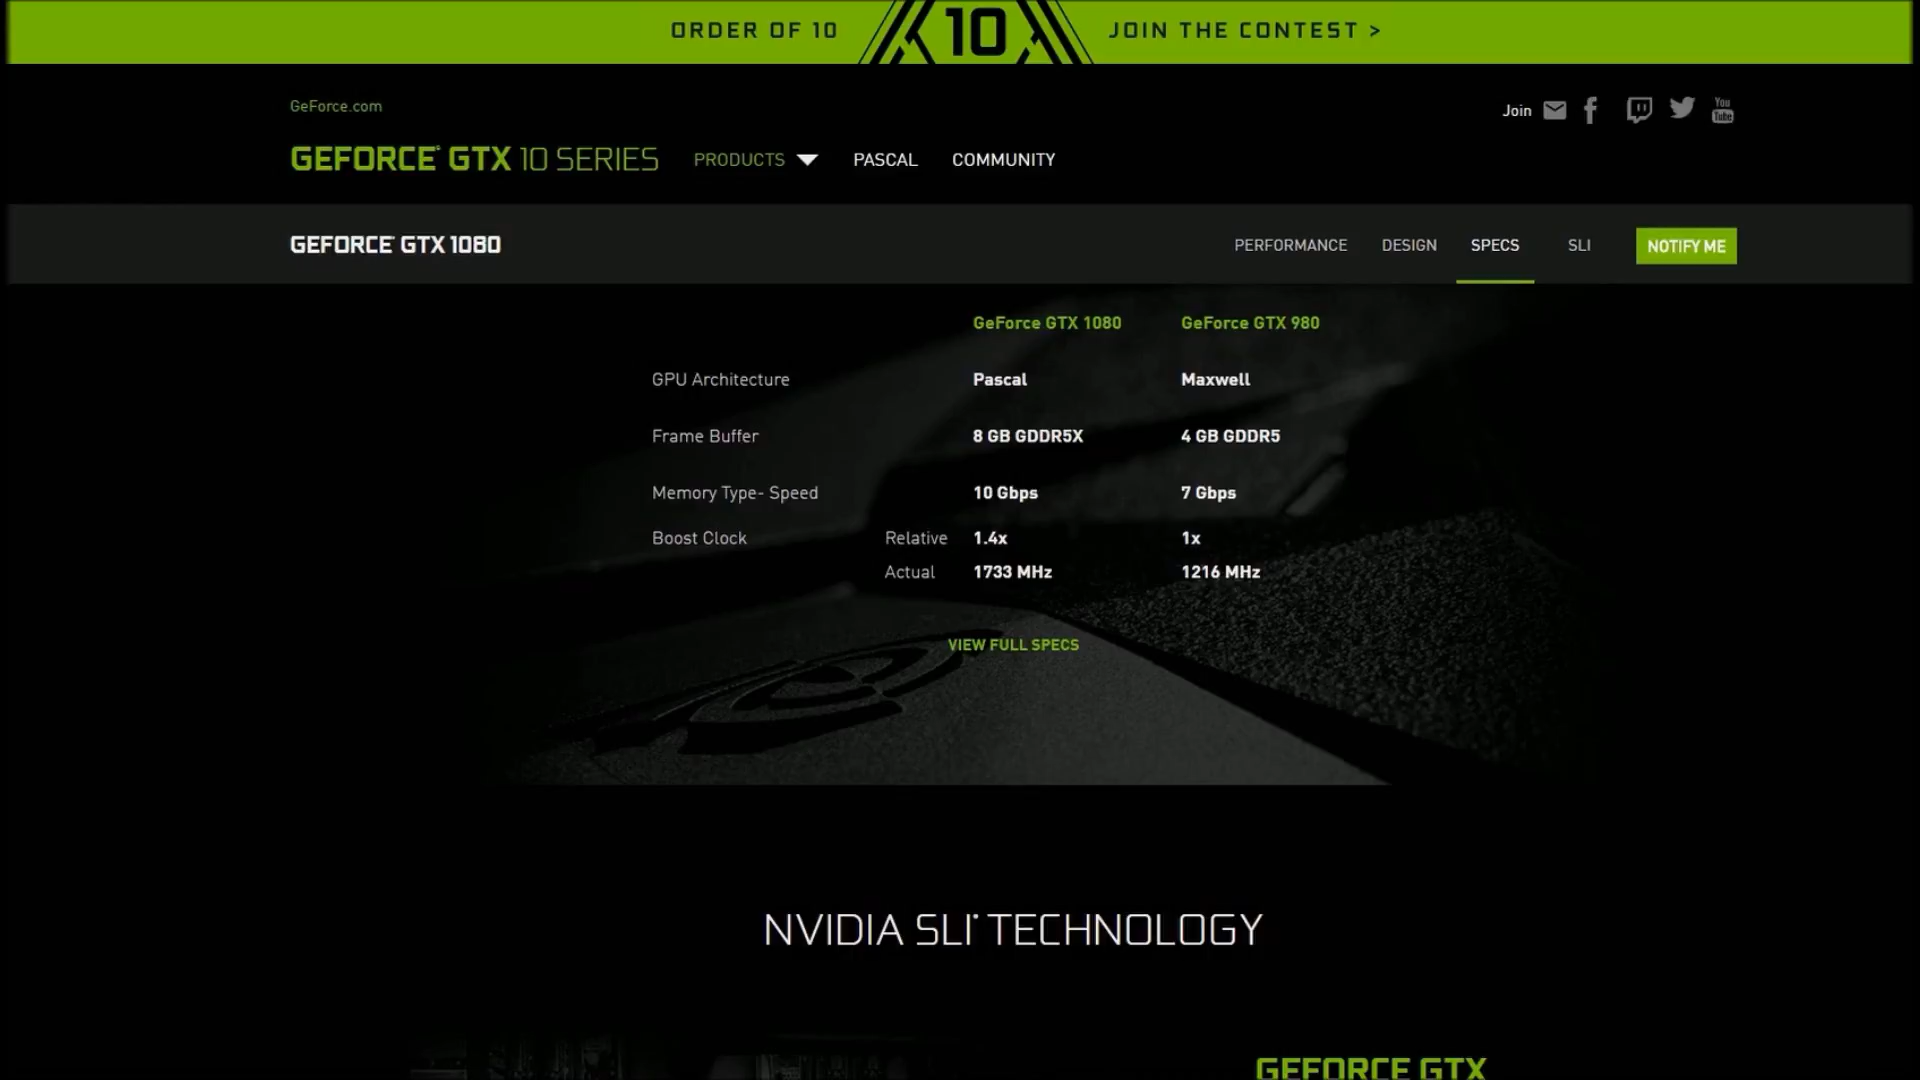 ORDER OF 10 10 JOIN THE CONTEST >
GeForce.com
Join You Tube
GEFORCE GTX 10 SERIES PRODUCTS PASCAL COMMUNITY
GEFORCE GTX 1080 PERFORMANCE DESIGN SPECS SLI NOTIFY ME
GeForce GTX 1080 GeForce GTX 980
GPU Architecture Pascal Maxwell
Frame Buffer 8 GB GDDR5X 4 GB GDDR5
Memory Type- Speed 10 Gbps 7 Gbps
Boost Clock Relative 1.4x 1x
Actual 1733 MHz 1216 MHz
VIEW FULL SPECS
NVIDIA SLI® TECHNOLOGY
GEFORCE GTX